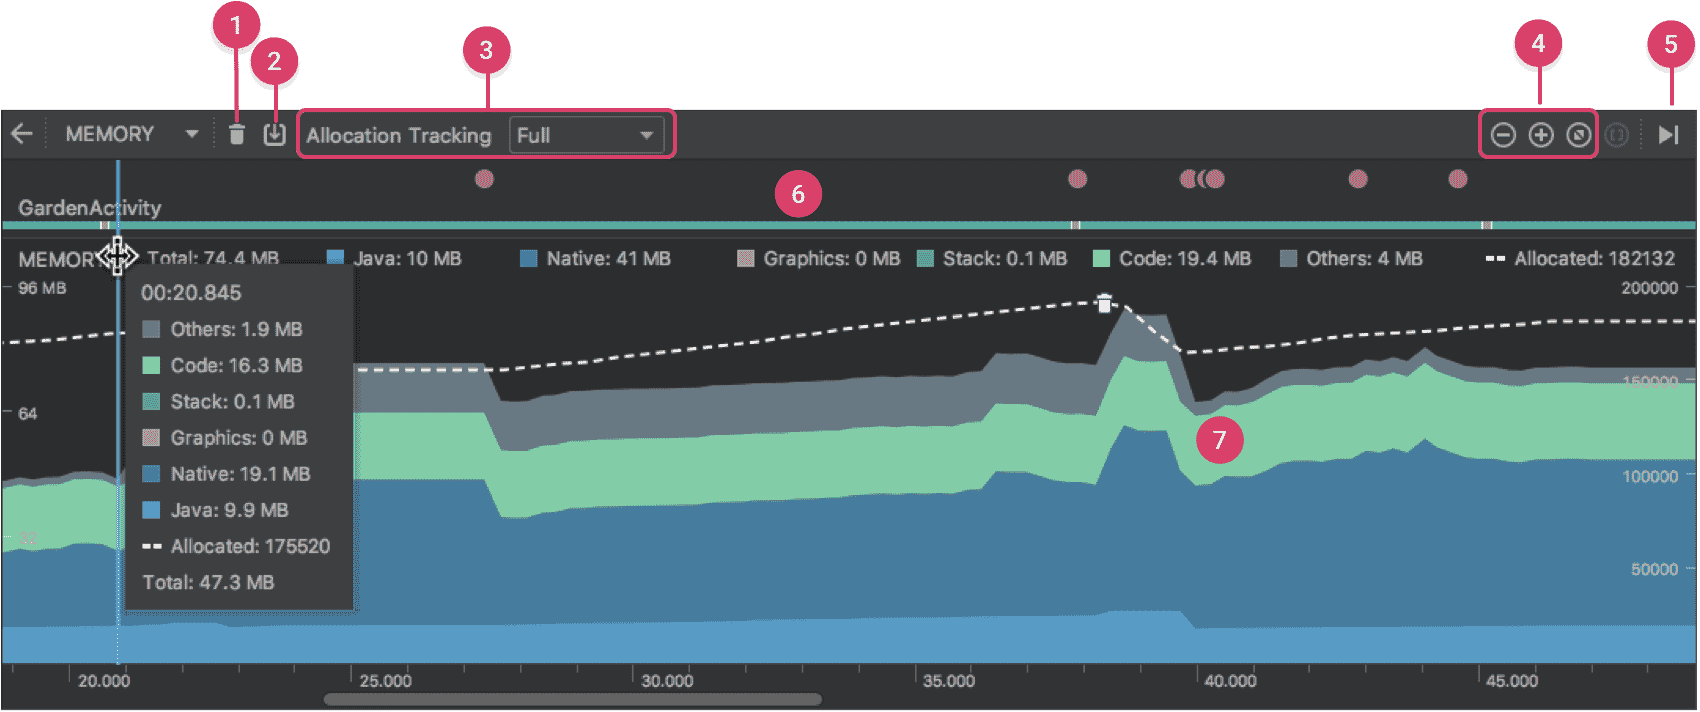 1
2
3
4
5
MEMORY
Allocation Tracking
Full
6
GardenActivity
MEMORY
Total: 74.4 MB
Java: 10 MB
Native: 41 MB
Graphics: 0 MB
Stack: 0.1 MB
Code: 19.4 MB
Others: 4 MB
Allocated: 182132
96 MB
200000
00:20.845
Others: 1.9 MB
Code: 16.3 MB
150000
Stack: 0.1 MB
64
Graphics: 0 MB
7
Native: 19.1 MB
100000
Java: 9.9 MB
32
Allocated: 175520
50000
Total: 47.3 MB
20.000
25.000
30.000
35.000
40.000
45.000